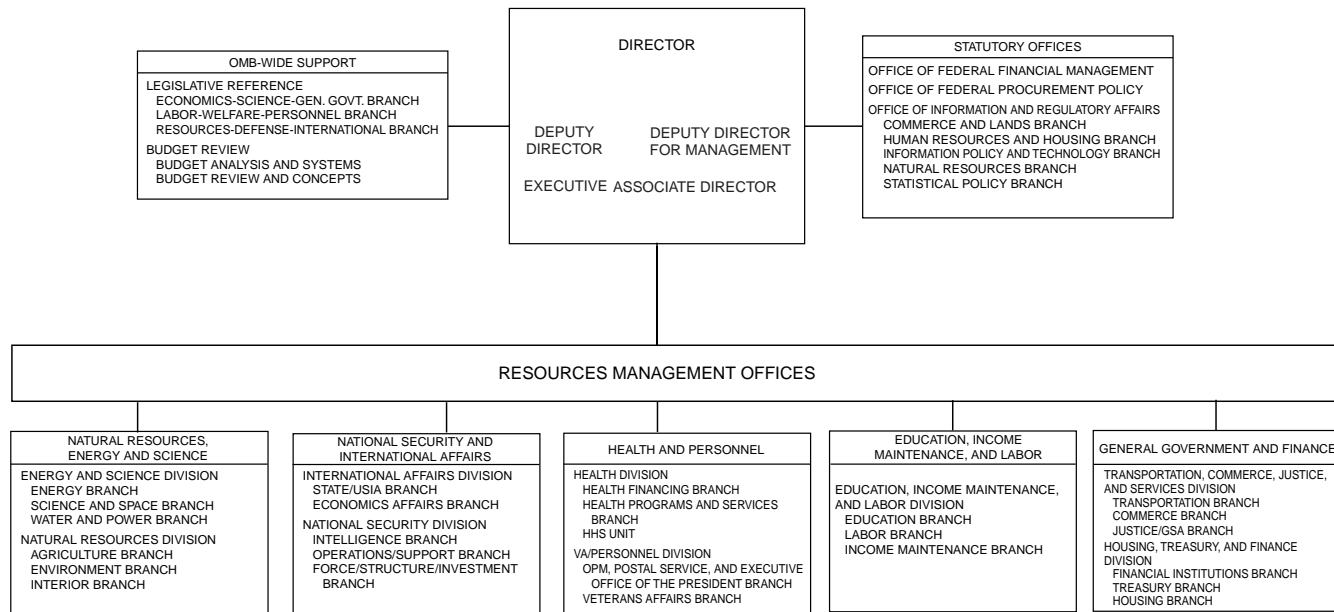 DIRECTOR
DEPUTY
DIRECTOR
DEPUTY DIRECTOR
FOR MANAGEMENT
EXECUTIVE ASSOCIATE DIRECTOR
OMB-WIDE SUPPORT
LEGISLATIVE REFERENCE
ECONOMICS-SCIENCE-GEN. GOVT. BRANCH
LABOR-WELFARE-PERSONNEL BRANCH
RESOURCES-DEFENSE-INTERNATIONAL BRANCH
BUDGET REVIEW
BUDGET ANALYSIS AND SYSTEMS
BUDGET REVIEW AND CONCEPTS
STATUTORY OFFICES
OFFICE OF FEDERAL FINANCIAL MANAGEMENT
OFFICE OF FEDERAL PROCUREMENT POLICY
OFFICE OF INFORMATION AND REGULATORY AFFAIRS
COMMERCE AND LANDS BRANCH
HUMAN RESOURCES AND HOUSING BRANCH
INFORMATION POLICY AND TECHNOLOGY BRANCH
NATURAL RESOURCES BRANCH
STATISTICAL POLICY BRANCH
RESOURCES MANAGEMENT OFFICES
NATURAL RESOURCES,
ENERGY AND SCIENCE
ENERGY AND SCIENCE DIVISION
ENERGY BRANCH
SCIENCE AND SPACE BRANCH
WATER AND POWER BRANCH
NATURAL RESOURCES DIVISION
AGRICULTURE BRANCH
ENVIRONMENT BRANCH
INTERIOR BRANCH
NATIONAL SECURITY AND
INTERNATIONAL AFFAIRS
INTERNATIONAL AFFAIRS DIVISION
STATE/USIA BRANCH
ECONOMICS AFFAIRS BRANCH
NATIONAL SECURITY DIVISION
INTELLIGENCE BRANCH
OPERATIONS/SUPPORT BRANCH
FORCE/STRUCTURE/INVESTMENT
BRANCH
HEALTH AND PERSONNEL
HEALTH DIVISION
HEALTH FINANCING BRANCH
HEALTH PROGRAMS AND SERVICES
BRANCH
HHS UNIT
VA/PERSONNEL DIVISION
OPM, POSTAL SERVICE, AND EXECUTIVE
OFFICE OF THE PRESIDENT BRANCH
VETERANS AFFAIRS BRANCH
EDUCATION, INCOME
MAINTENANCE, AND LABOR
EDUCATION, INCOME MAINTENANCE,
AND LABOR DIVISION
EDUCATION BRANCH
LABOR BRANCH
INCOME MAINTENANCE BRANCH
GENERAL GOVERNMENT AND FINANCE
TRANSPORTATION, COMMERCE, JUSTICE,
AND SERVICES DIVISION
TRANSPORTATION BRANCH
COMMERCE BRANCH
JUSTICE/GSA BRANCH
HOUSING, TREASURY, AND FINANCE
DIVISION
FINANCIAL INSTITUTIONS BRANCH
TREASURY BRANCH
HOUSING BRANCH